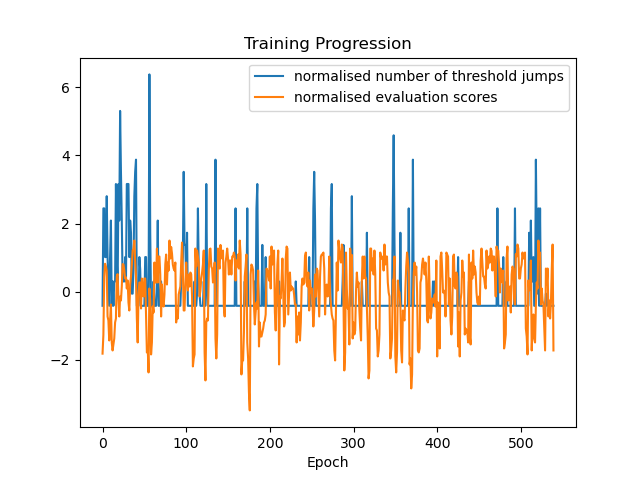 Training Progression
normalised number of threshold jumps
normalised evaluation scores
6
4
2
0
−2
0 100 200 300 400 500
Epoch